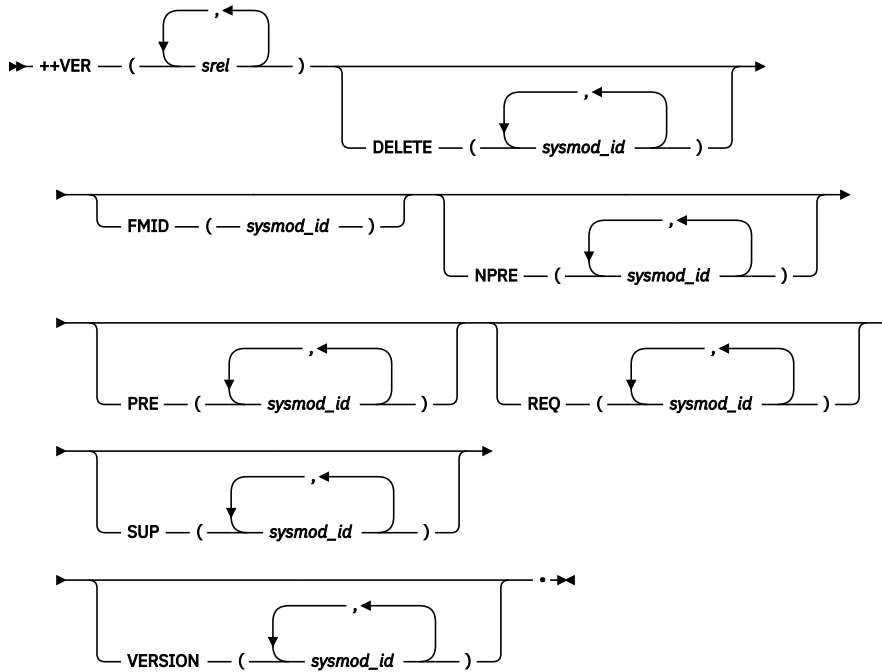 ,
++VER ( srel )
,
DELETE ( sysmod_id )
FMID ( sysmod_id )
,
NPRE ( sysmod_id )
, ,
PRE ( sysmod_id ) REQ ( sysmod_id )
,
SUP ( sysmod_id )
.
,
VERSION ( sysmod_id )